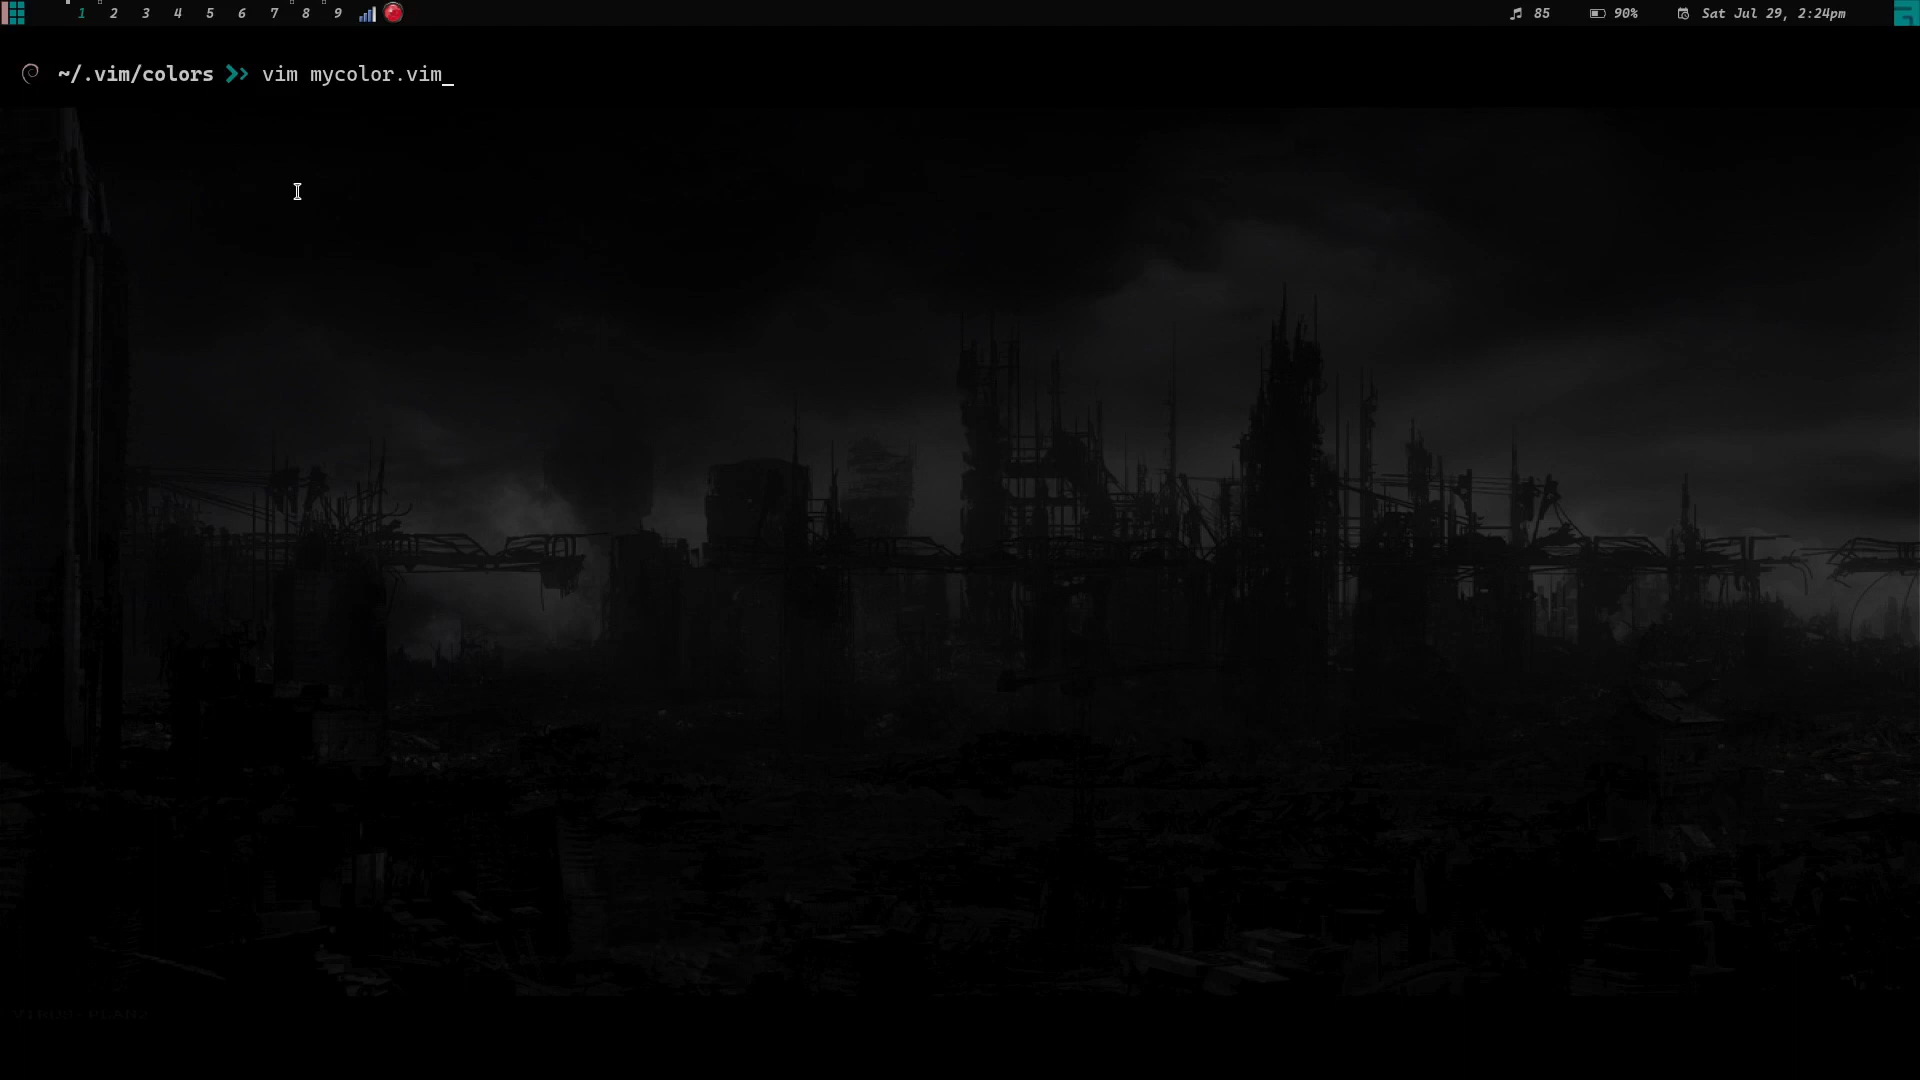 1 2 3 4 5 6 7 8 9 85 90% Sat Jul 29, 2:24pm
~/.vim/colors vim mycolor.vim_